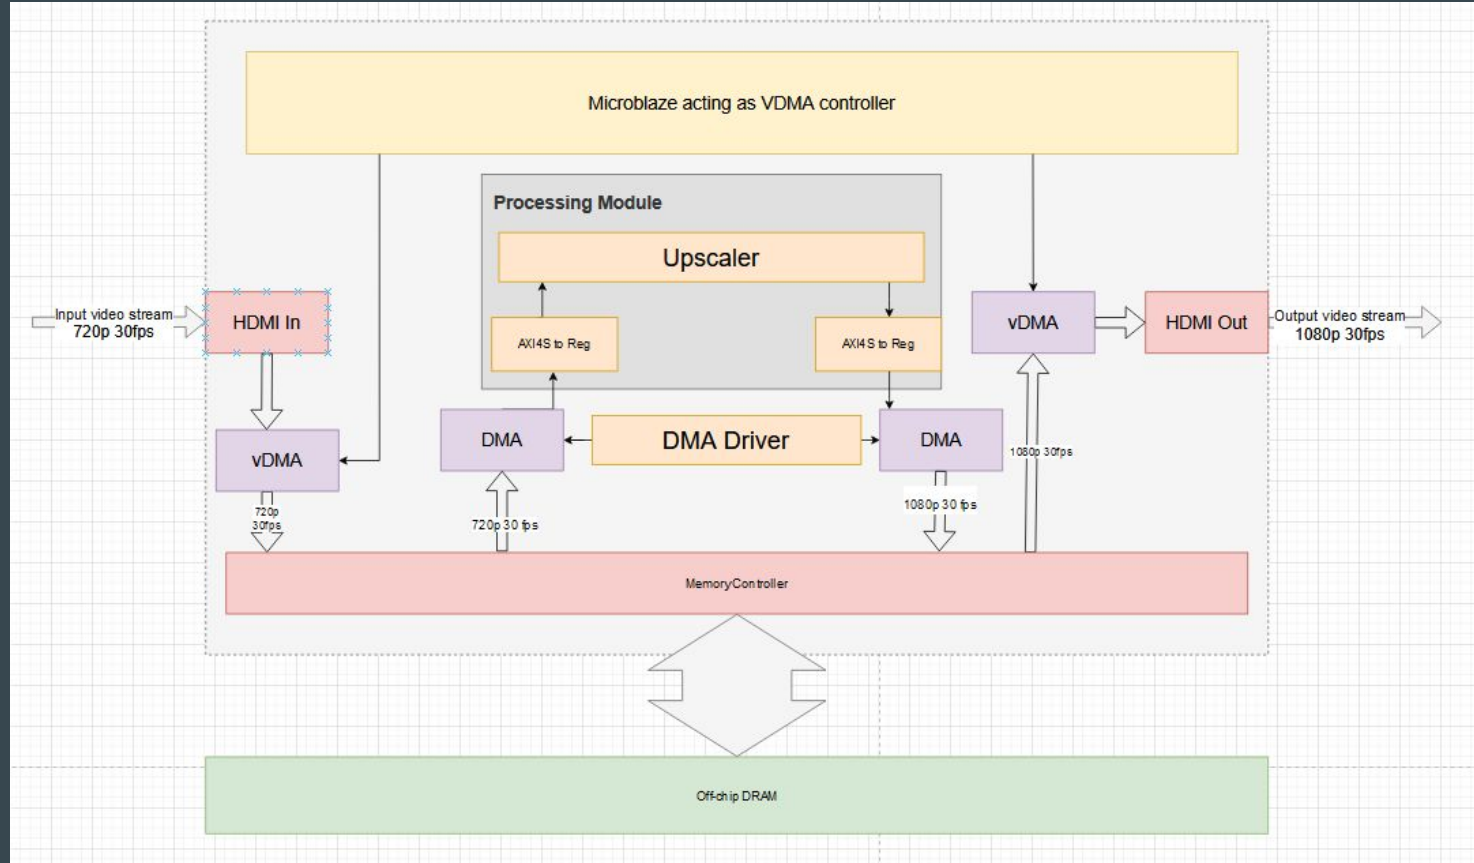 Microblaze acting as VDMA controller
Processing Module
Upscaler
Input video stream
720p 30fps
HDMI In
AXI4S to Reg
AXI4S to Reg
vDMA
HDMI Out
Output video stream
1080p 30fps
vDMA
DMA
DMA Driver
DMA
1080p 30fps
720p
30fps
720p 30 fps
1080p 30 fps
MemoryController
Off-chip DRAM